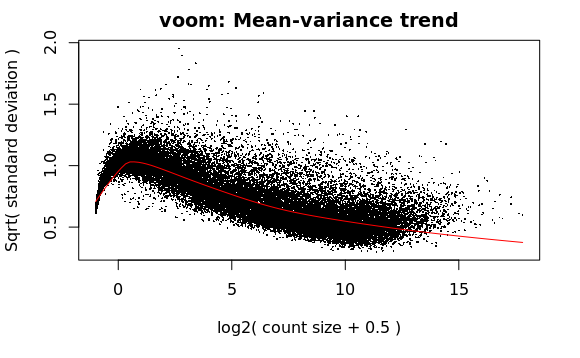 voom: Mean-variance trend
Sqrt( standard deviation )
2.0
1.5
1.0
0.5
0
5
10
15
log2( count size + 0.5 )